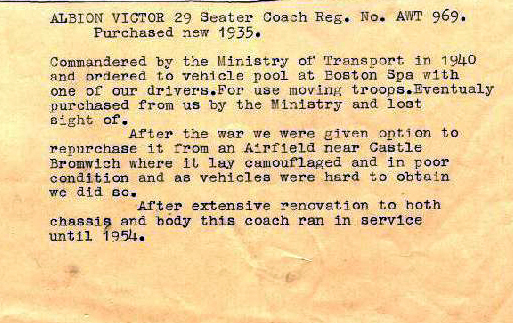 ALBION VICTOR 29 Seater Coach Reg. No. AWT 969.
Purchased new 1935.
Commandered by the Ministry of Transport in 1940
and ordered to vehicle pool at Boston Spa with
one of our drivers.For use moving troops.Eventualy
purchased from us by the Ministry and lost
sight of.
After the war we were given option to
repurchase it from an Airfield near Castle
Bromwich where it lay camouflaged and in poor
condition and as vehicles were hard to obtain
we did so.
After extensive renovation to both
chassis and body this coach ran in service
until 1954.